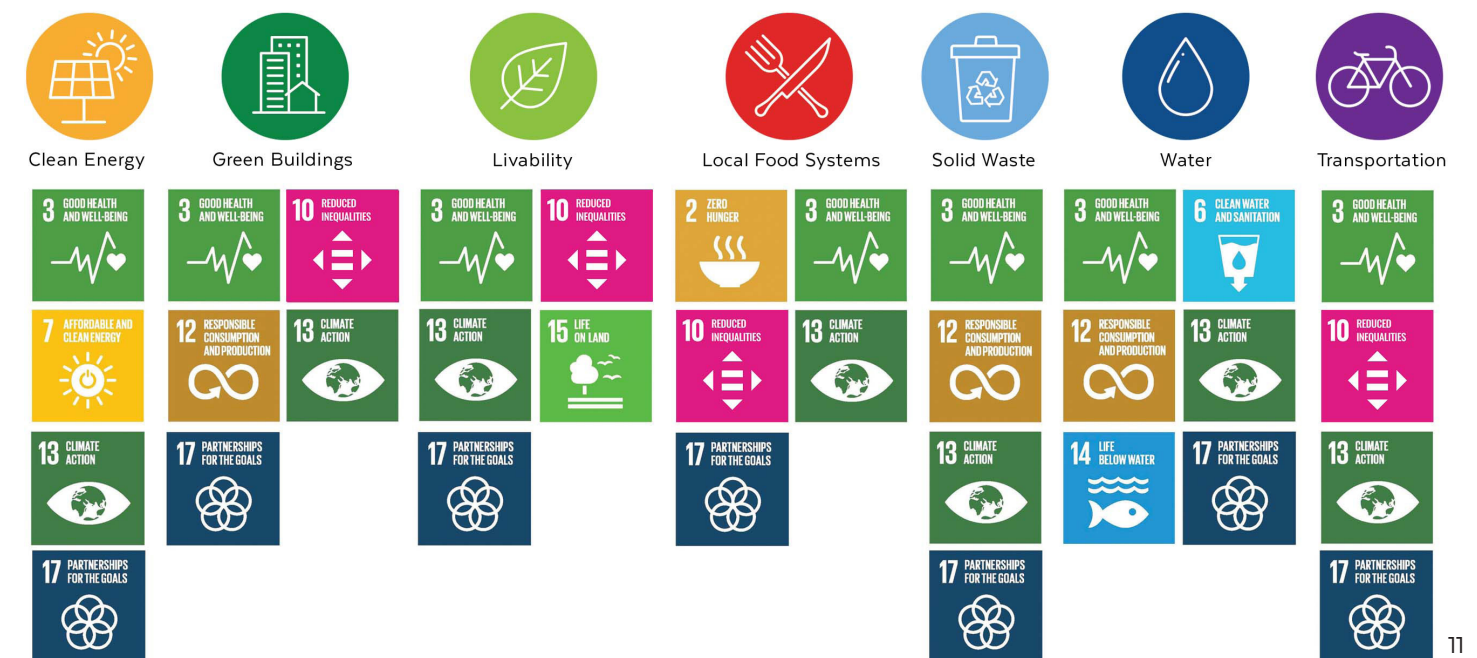 Clean Energy
Green Buildings
Livability
Local Food Systems
Solid Waste
Water
Transportation
3 GOOD HEALTH
AND WELL-BEING
7 AFFORDABLE AND
CLEAN ENERGY
13 CLIMATE
ACTION
17 PARTNERSHIPS
FOR THE GOALS
3 GOOD HEALTH
AND WELL-BEING
10 REDUCED
INEQUALITIES
12 RESPONSIBLE
CONSUMPTION
AND PRODUCTION
13 CLIMATE
ACTION
17 PARTNERSHIPS
FOR THE GOALS
3 GOOD HEALTH
AND WELL-BEING
10 REDUCED
INEQUALITIES
13 CLIMATE
ACTION
15 LIFE
ON LAND
17 PARTNERSHIPS
FOR THE GOALS
2 ZERO
HUNGER
3 GOOD HEALTH
AND WELL-BEING
10 REDUCED
INEQUALITIES
13 CLIMATE
ACTION
17 PARTNERSHIPS
FOR THE GOALS
3 GOOD HEALTH
AND WELL-BEING
12 RESPONSIBLE
CONSUMPTION
AND PRODUCTION
13 CLIMATE
ACTION
17 PARTNERSHIPS
FOR THE GOALS
3 GOOD HEALTH
AND WELL-BEING
6 CLEAN WATER
AND SANITATION
12 RESPONSIBLE
CONSUMPTION
AND PRODUCTION
13 CLIMATE
ACTION
14 LIFE
BELOW WATER
17 PARTNERSHIPS
FOR THE GOALS
3 GOOD HEALTH
AND WELL-BEING
10 REDUCED
INEQUALITIES
13 CLIMATE
ACTION
17 PARTNERSHIPS
FOR THE GOALS
11